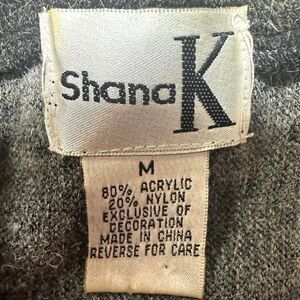 Shana K
M
80% ACRYLIC
20% NYLON
EXCLUSIVE OF
DECORATION
MADE IN CHINA
REVERSE FOR CARE